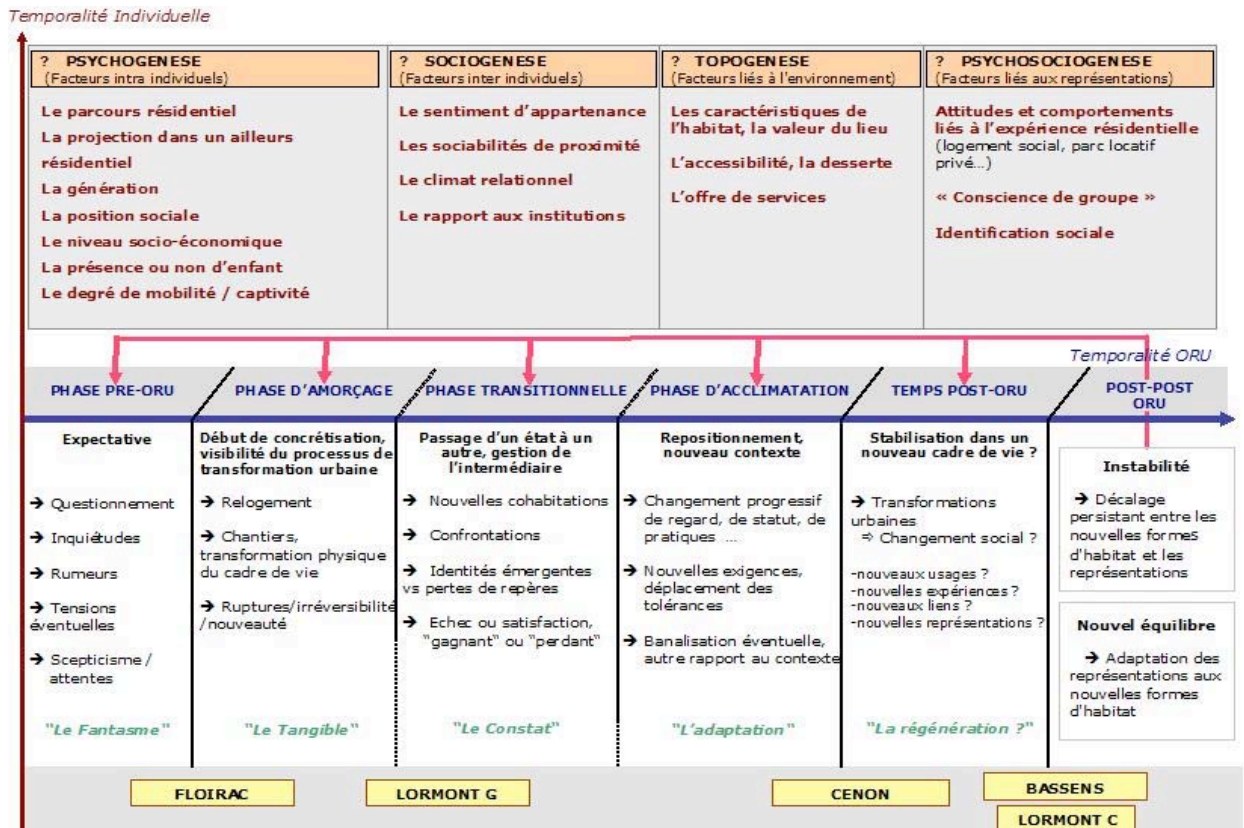 Temporalité Individuelle
? PSYCHOGENESE
(Facteurs intra individuels)
Le parcours résidentiel
La projection dans un ailleurs
résidentiel
La génération
La position sociale
Le niveau socio-économique
La présence ou non d'enfant
Le degré de mobilité / captivité
? SOCIOGENESE
(Facteurs inter individuels)
Le sentiment d'appartenance
Les sociabilités de proximité
Le climat relationnel
Le rapport aux institutions
? TOPOGENESE
(Facteurs liés à l'environnement)
Les caractéristiques de
l'habitat, la valeur du lieu
L'accessibilité, la desserte
L'offre de services
? PSYCHOSOCIOGENESE
(Facteurs liés aux représentations)
Attitudes et comportements
liés à l'expérience résidentielle
(logement social, parc locatif
privé...)
« Conscience de groupe »
Identification sociale
Temporalité ORU
PHASE PRE-ORU
PHASE D'AMORÇAGE
PHASE TRANSITIONNELLE
PHASE D'ACCLIMATATION
TEMPS POST-ORU
POST-POST
ORU
Expectative
➔ Questionnement
➔ Inquiétudes
➔ Rumeurs
➔ Tensions
éventuelles
➔ Scepticisme /
attentes
"Le Fantasme"
Début de concrétisation,
visibilité du processus de
transformation urbaine
➔ Relogement
➔ Chantiers,
transformation physique
du cadre de vie
➔ Ruptures/irréversibilité
/nouveauté
"Le Tangible"
Passage d'un état à un
autre, gestion de
l'intermédiaire
➔ Nouvelles cohabitations
➔ Confrontations
➔ Identités émergentes
vs pertes de repères
➔ Echec ou satisfaction,
"gagnant" ou "perdant"
"Le Constat"
Repositionnement,
nouveau contexte
➔ Changement progressif
de regard, de statut, de
pratiques ...
➔ Nouvelles exigences,
déplacement des
tolérances
➔ Banalisation éventuelle,
autre rapport au contexte
"L'adaptation"
Stabilisation dans un
nouveau cadre de vie ?
➔ Transformations
urbaines
⇨ Changement social ?
-nouveaux usages ?
-nouvelles expériences ?
-nouveaux liens ?
-nouvelles représentations ?
"La régénération ?"
Instabilité
➔ Décalage
persistant entre les
nouvelles formes
d'habitat et les
représentations
Nouvel équilibre
➔ Adaptation des
représentations aux
nouvelles formes
d'habitat
FLOIRAC
LORMONT G
CENON
BASSENS
LORMONT C